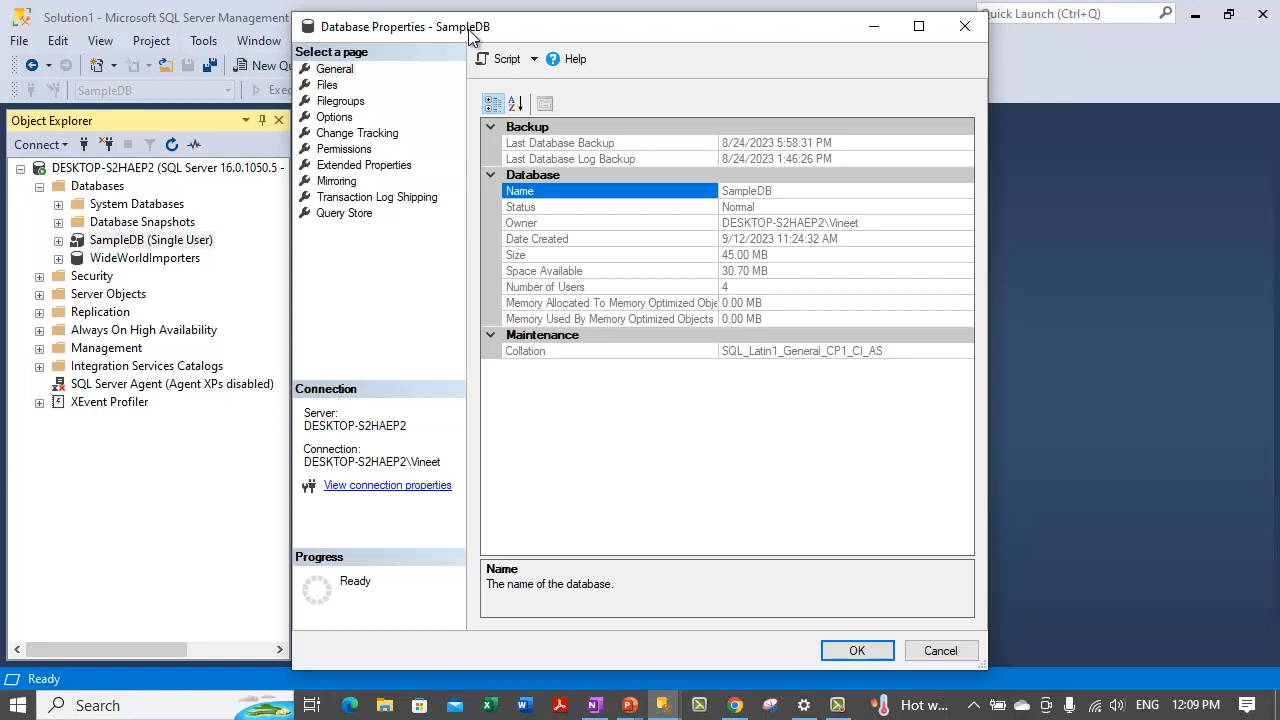 Solution1 - Microsoft SQL Server Management
Quick Launch (Ctrl+Q)
File Edit View Project Tools Window
New Qu
SampleDB
Exec
Object Explorer
Connect
DESKTOP-S2HAEP2 (SQL Server 16.0.1050.5 -
Databases
System Databases
Database Snapshots
SampleDB (Single User)
WideWorldImporters
Security
Server Objects
Replication
Always On High Availability
Management
Integration Services Catalogs
SQL Server Agent (Agent XPs disabled)
XEvent Profiler
Database Properties - SampleDB
Select a page
General
Files
Filegroups
Options
Change Tracking
Permissions
Extended Properties
Mirroring
Transaction Log Shipping
Query Store
Connection
Server:
DESKTOP-S2HAEP2
Connection:
DESKTOP-S2HAEP2\Vineet
View connection properties
Progress
Ready
Script Help
Backup
Last Database Backup 8/24/2023 5:58:31 PM
Last Database Log Backup 8/24/2023 1:46:26 PM
Database
Name SampleDB
Status Normal
Owner DESKTOP-S2HAEP2\Vineet
Date Created 9/12/2023 11:24:32 AM
Size 45.00 MB
Space Available 30.70 MB
Number of Users 4
Memory Allocated To Memory Optimized Obje 0.00 MB
Memory Used By Memory Optimized Objects 0.00 MB
Maintenance
Collation SQL_Latin1_General_CP1_CI_AS
Name
The name of the database.
OK Cancel
Ready
Search
Hot w... ENG 12:09 PM